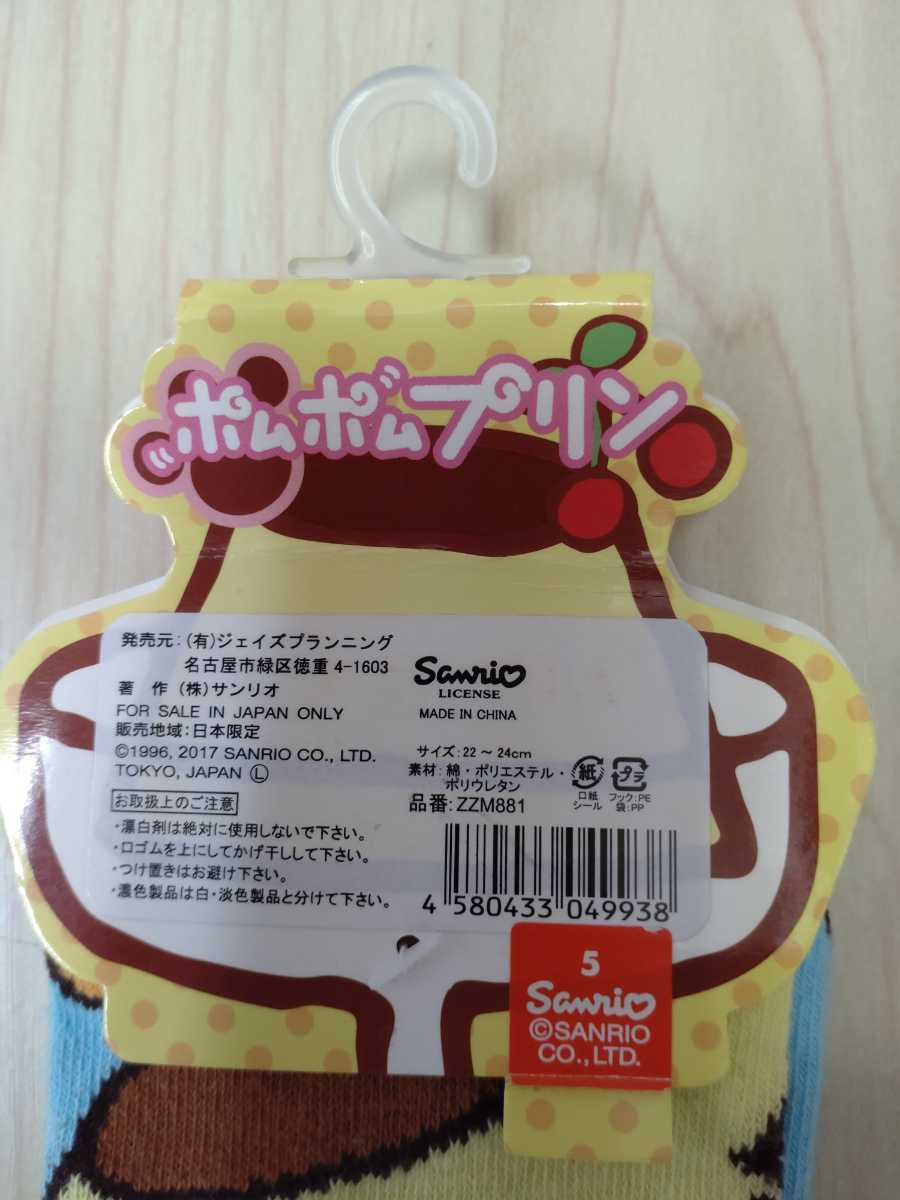 ポムポムプリン
発売元：(有)ジェイズプランニング
名古屋市緑区徳重 4-1603
著　作 (株)サンリオ
FOR SALE IN JAPAN ONLY
販売地域：日本限定
©1996, 2017 SANRIO CO., LTD.
TOKYO, JAPAN Ⓛ
お取扱上のご注意
・漂白剤は絶対に使用しないで下さい。
・口ゴムを上にしてかげ干しして下さい。
・つけ置きはお避け下さい。
・濃色製品は白・淡色製品と分けて下さい。
Sanrio
LICENSE
MADE IN CHINA
サイズ：22 ～ 24cm
素材：綿・ポリエステル・
ポリウレタン
品番：ZZM881
紙
口紙
シール
プラ
フック：PE
袋：PP
4 580433 049938
5
Sanrio
©SANRIO
CO.,LTD.